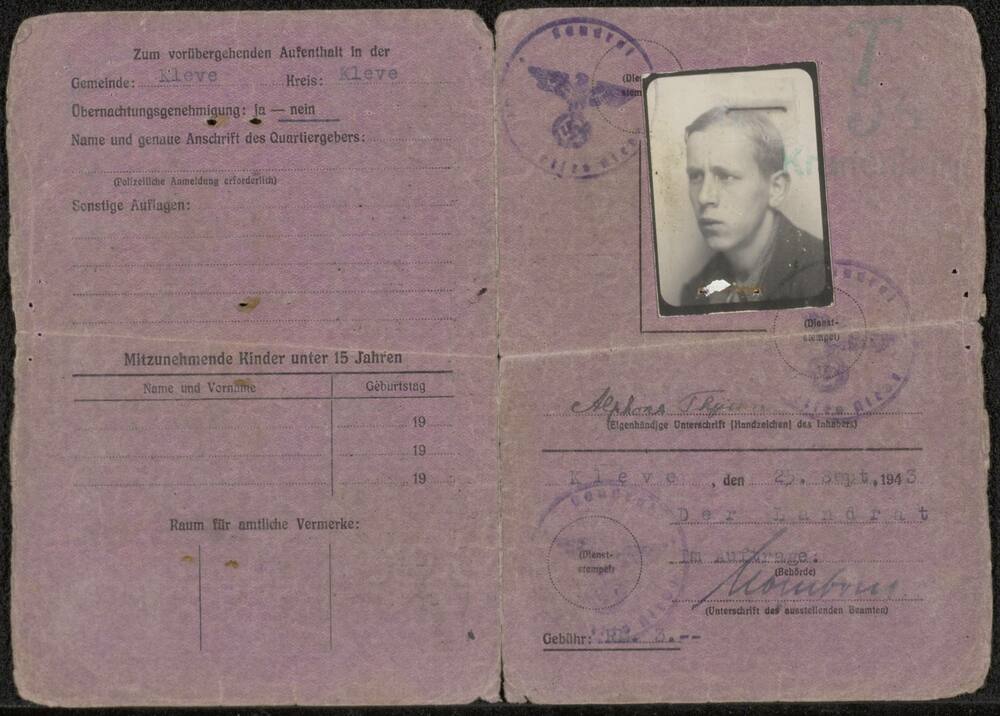 Zum vorübergehenden Aufenthalt in der
Gemeinde: Kleve Kreis: Kleve
Übernachtungsgenehmigung: ja — nein
Name und genaue Anschrift des Quartiergebers:
(Polizeiliche Anmeldung erforderlich)
Sonstige Auflagen:
Mitzunehmende Kinder unter 15 Jahren
Name und Vorname Geburtstag
19
19
19
Raum für amtliche Vermerke:
Landrat
(Dienst-
stempel)
Alphons
(Eigenhändige Unterschrift [Handzeichen] des Inhabers)
Kleve, den 25. Sept. 1943
Der Landrat
Im Auftrage:
(Behörde)
(Dienst-
stempel)
(Unterschrift des ausstellenden Beamten)
Gebühr: RM. 3.--